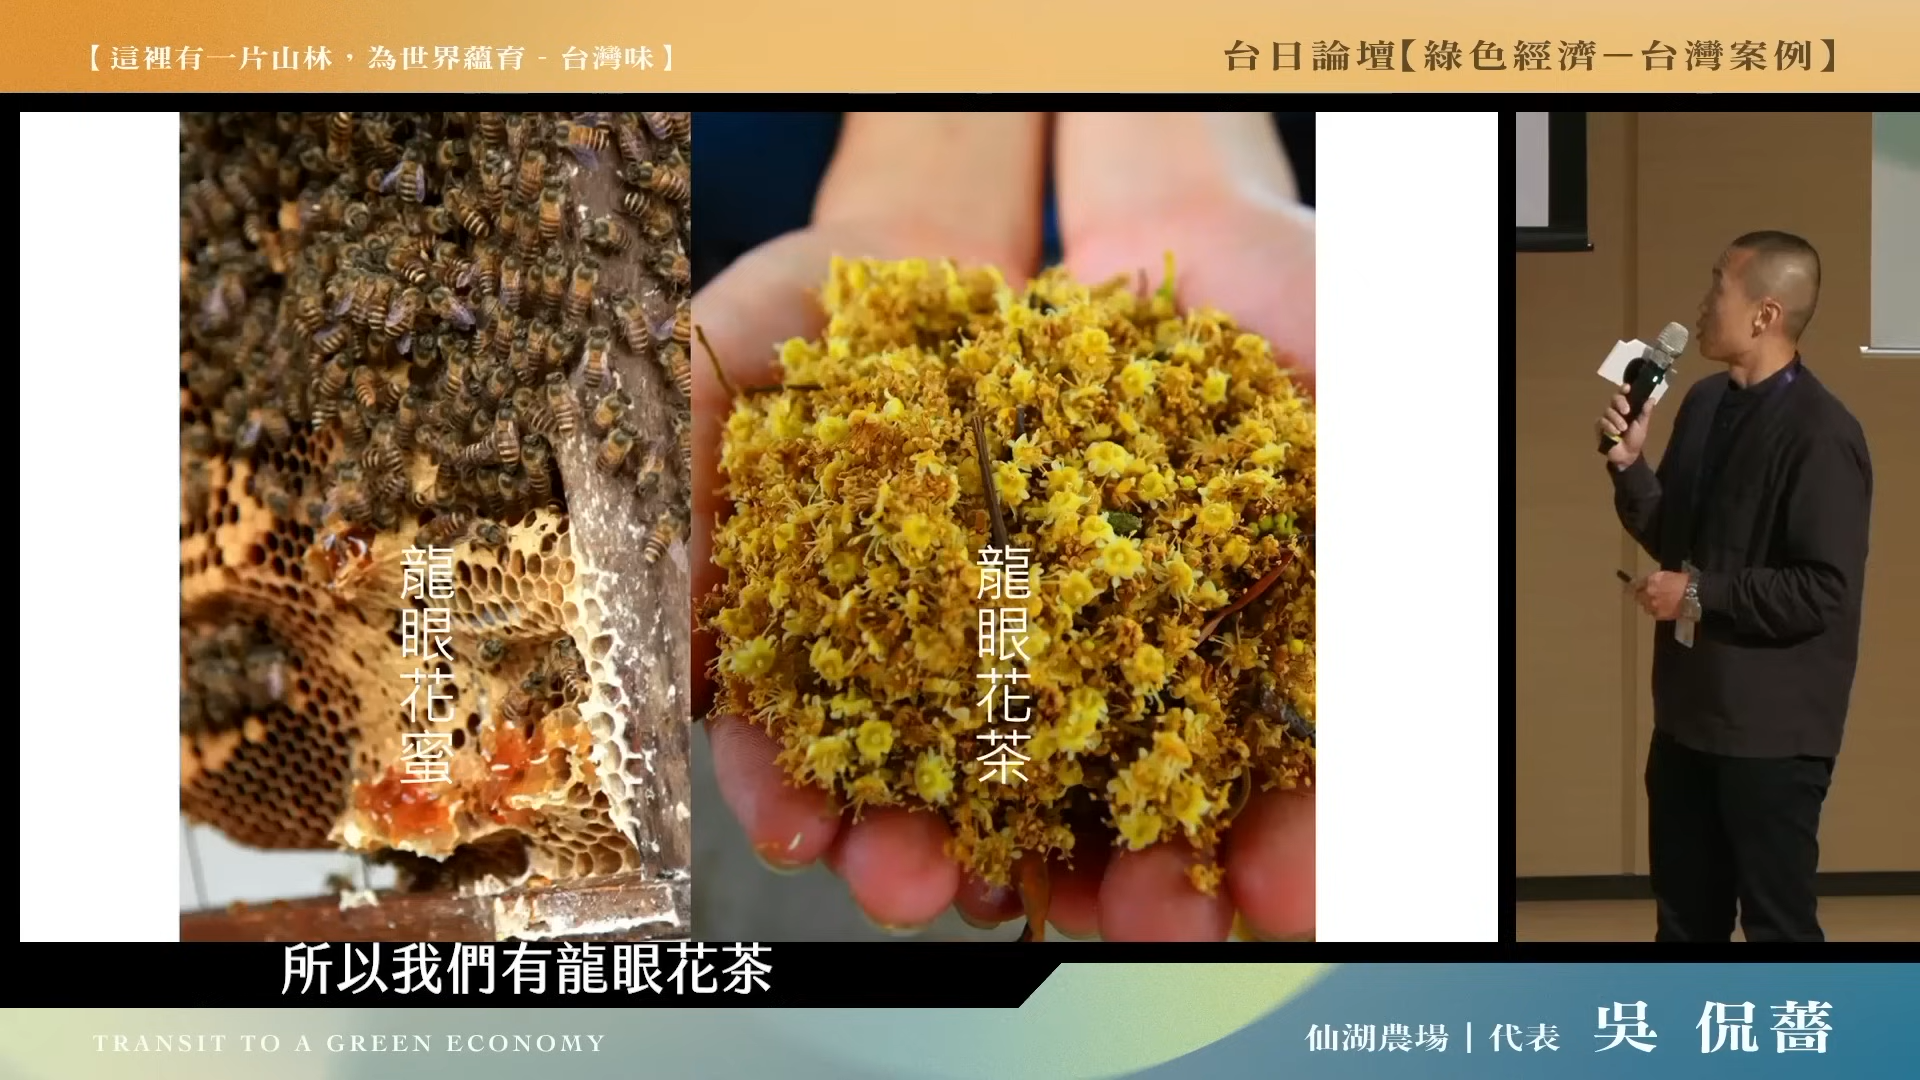 【這裡有一片山林，為世界蘊育 - 台灣味】
台日論壇【綠色經濟－台灣案例】
龍眼花蜜
龍眼花茶
所以我們有龍眼花茶
TRANSIT TO A GREEN ECONOMY
仙湖農場｜代表 吳 侃薔